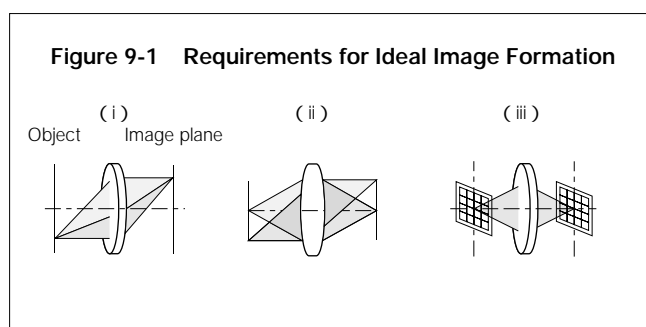 Figure 9-1 Requirements for Ideal Image Formation
( i ) ( ii ) ( iii )
Object Image plane